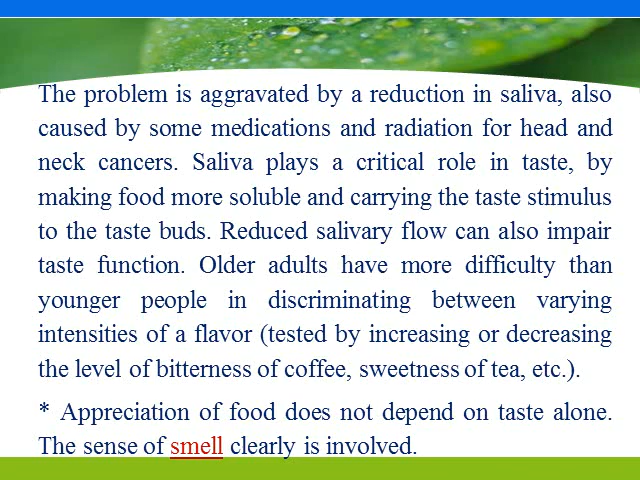 The problem is aggravated by a reduction in saliva, also
caused by some medications and radiation for head and
neck cancers. Saliva plays a critical role in taste, by
making food more soluble and carrying the taste stimulus
to the taste buds. Reduced salivary flow can also impair
taste function. Older adults have more difficulty than
younger people in discriminating between varying
intensities of a flavor (tested by increasing or decreasing
the level of bitterness of coffee, sweetness of tea, etc.).
* Appreciation of food does not depend on taste alone.
The sense of smell clearly is involved.